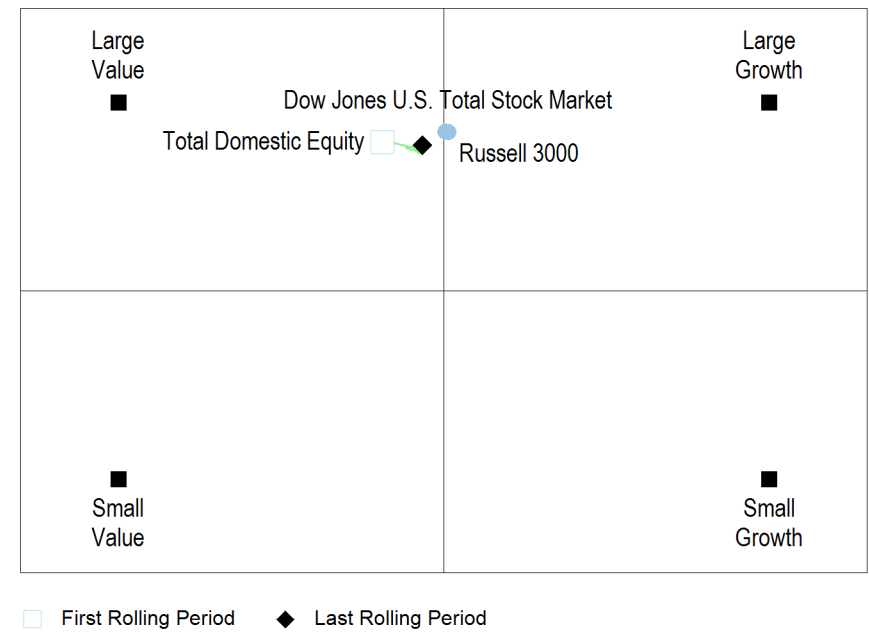 Large
Value
Large
Growth
Dow Jones U.S. Total Stock Market
Total Domestic Equity
Russell 3000
Small
Value
Small
Growth
First Rolling Period
Last Rolling Period